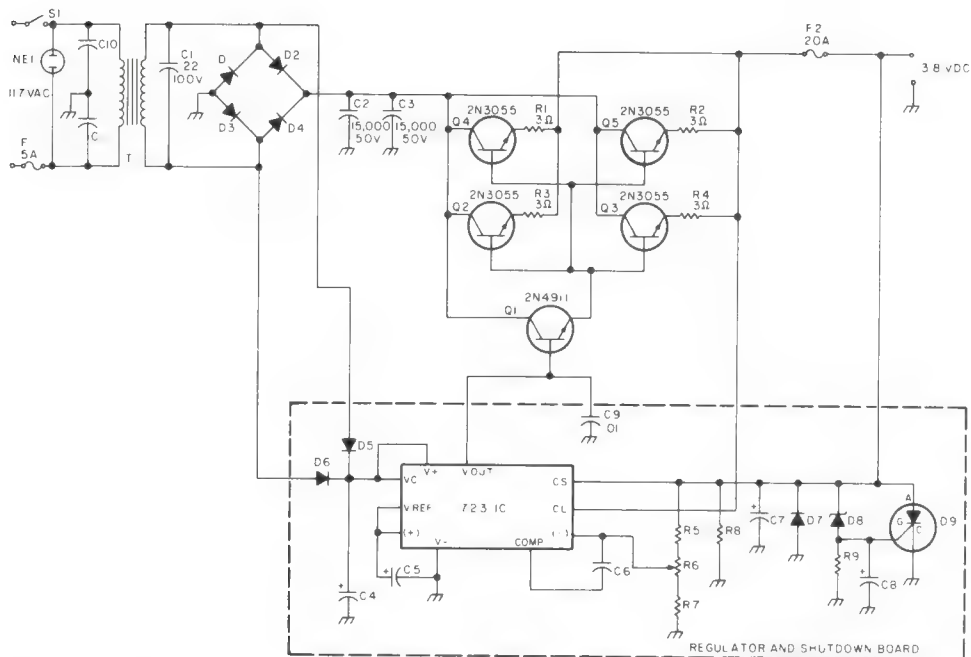 S1
F2
20A
C10
NE1
C1
22
100V
D
D2
3.8 VDC
117VAC
C2
C3
2N3055
R1
3Ω
2N3055
R2
3Ω
Q4
Q5
D3
D4
15,000
50V
15,000
50V
C
F
5A
T
2N3055
R3
3Ω
2N3055
R4
3Ω
Q2
Q3
2N4911
Q1
C9
.01
D5
D6
V+
VOUT
VC
CS
A
VREF
723 IC
CL
C7
D7
D8
G
C
D9
(+)
V-
COMP
(-)
R5
R8
C5
C6
R6
R9
C8
C4
R7
REGULATOR AND SHUTDOWN BOARD